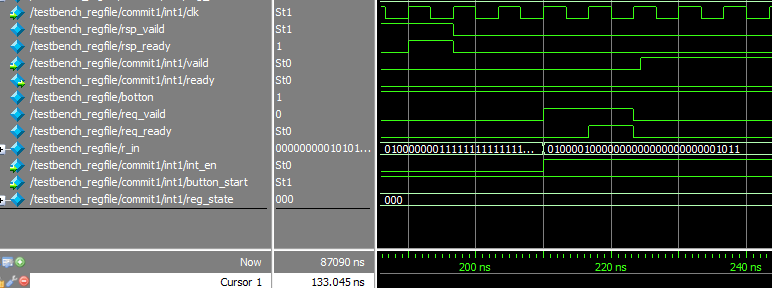 /testbench_regfile/commit1/int1/clk St1
/testbench_regfile/rsp_vaild St1
/testbench_regfile/rsp_ready 1
/testbench_regfile/commit1/int1/vaild St0
/testbench_regfile/commit1/int1/ready St0
/testbench_regfile/botton 1
/testbench_regfile/req_vaild 0
/testbench_regfile/req_ready St0
/testbench_regfile/r_in 00000000010101...
/testbench_regfile/commit1/int1/int_en St0
/testbench_regfile/commit1/int1/button_start St1
/testbench_regfile/commit1/int1/reg_state 000 000
Now 87090 ns 200 ns 220 ns 240 ns
Cursor 1 133.045 ns